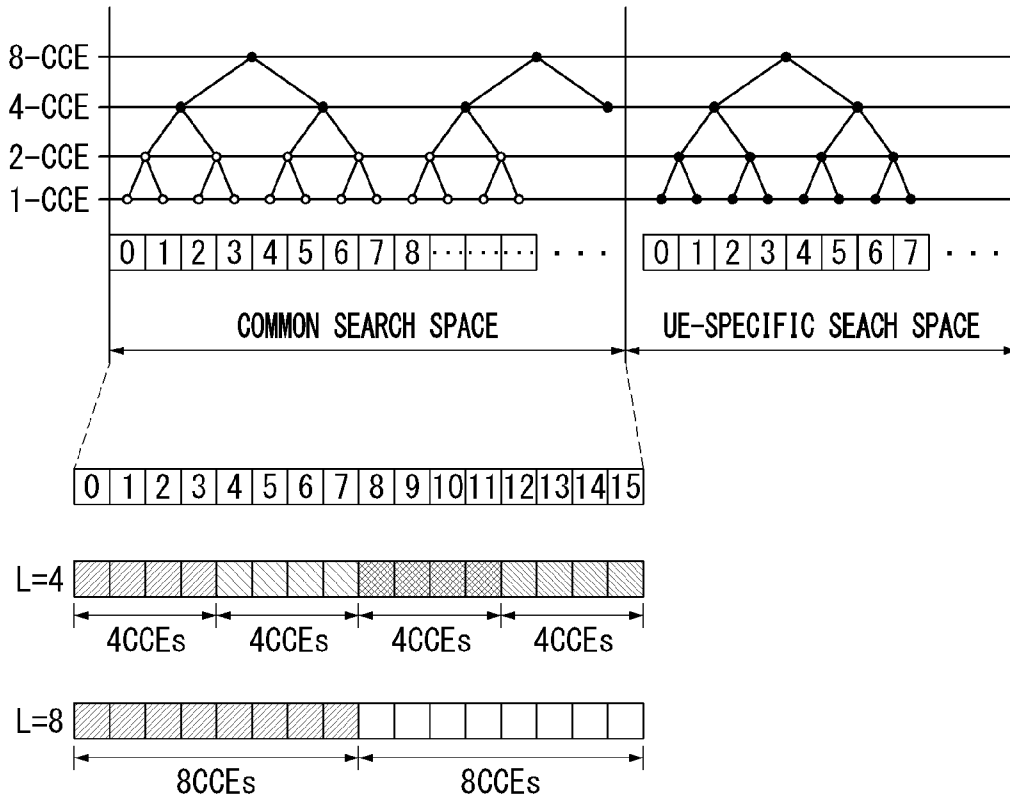 8-CCE
4-CCE
2-CCE
1-CCE
0 1 2 3 4 5 6 7 8 ........ ...
0 1 2 3 4 5 6 7 ...
COMMON SEARCH SPACE
UE-SPECIFIC SEACH SPACE
0 1 2 3 4 5 6 7 8 9 10 11 12 13 14 15
L=4
4CCEs 4CCEs 4CCEs 4CCEs
L=8
8CCEs 8CCEs